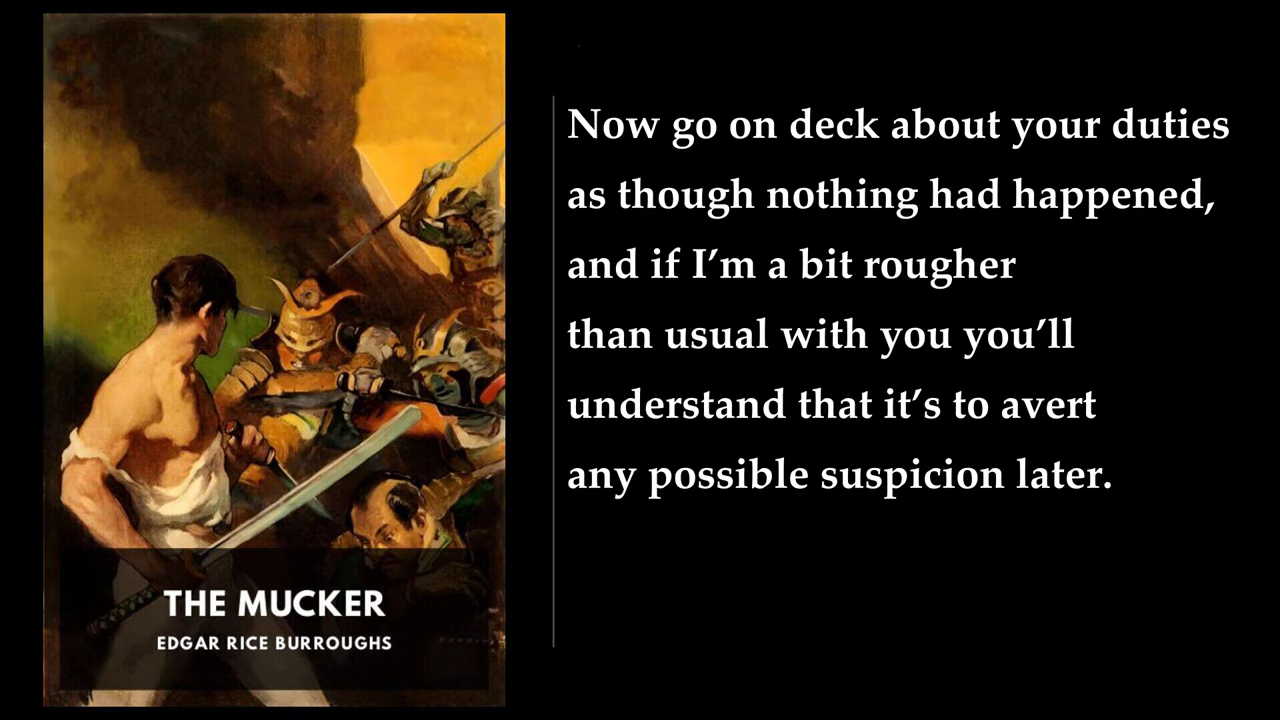 Now go on deck about your duties
as though nothing had happened,
and if I’m a bit rougher
than usual with you you’ll
understand that it’s to avert
any possible suspicion later.
THE MUCKER
EDGAR RICE BURROUGHS